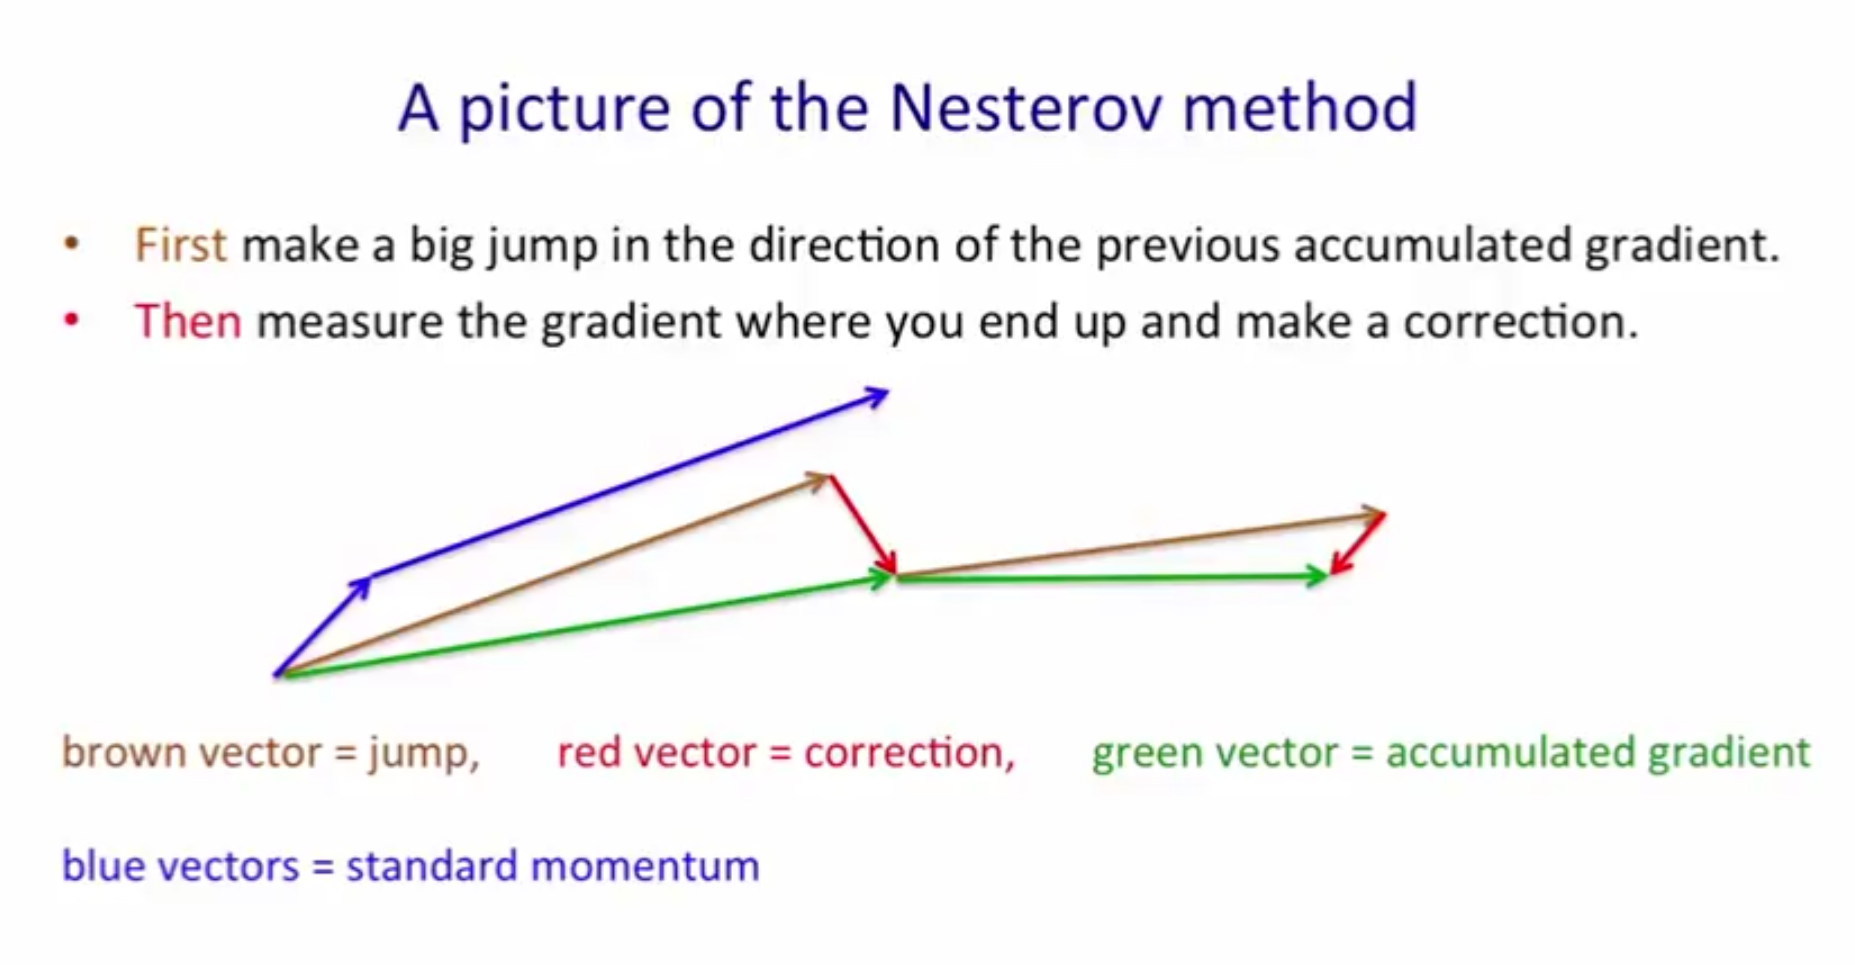 A picture of the Nesterov method
• First make a big jump in the direction of the previous accumulated gradient.
• Then measure the gradient where you end up and make a correction.
brown vector = jump, red vector = correction, green vector = accumulated gradient
blue vectors = standard momentum